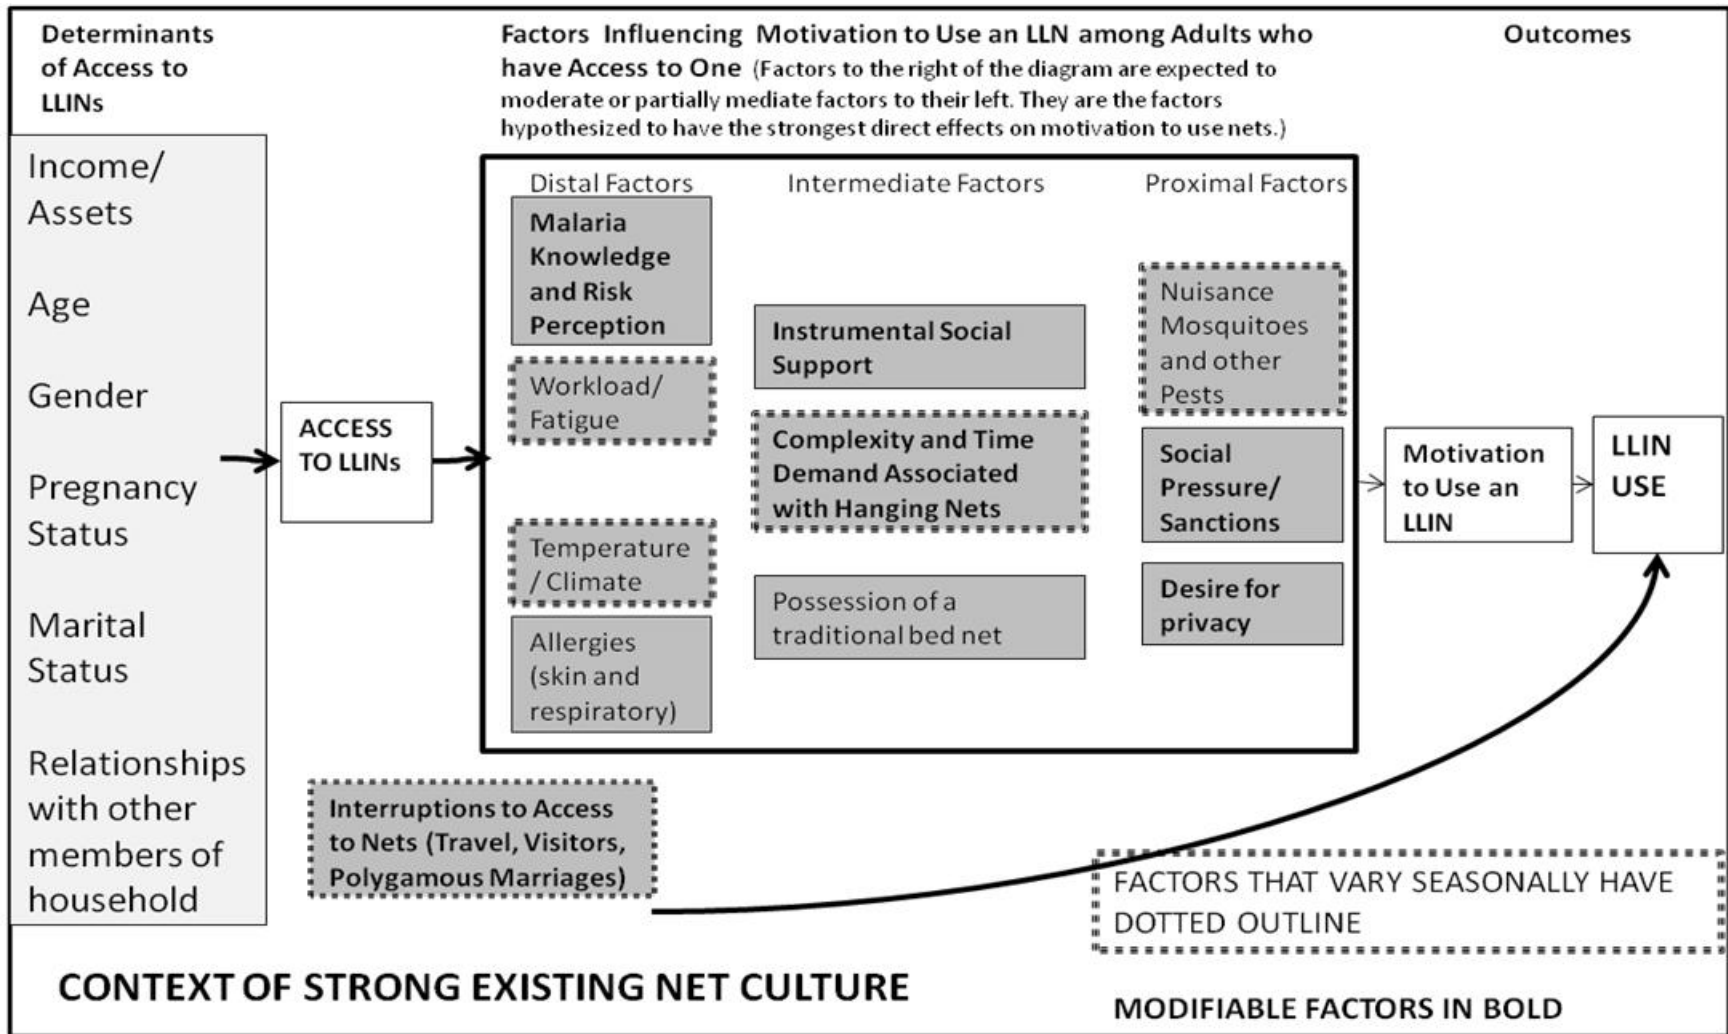 Determinants
of Access to
LLINs
Factors Influencing Motivation to Use an LLN among Adults who
have Access to One (Factors to the right of the diagram are expected to
moderate or partially mediate factors to their left. They are the factors
hypothesized to have the strongest direct effects on motivation to use nets.)
Outcomes
Income/
Assets
Age
Gender
Pregnancy
Status
Marital
Status
Relationships
with other
members of
household
ACCESS
TO LLINs
Distal Factors
Malaria
Knowledge
and Risk
Perception
Workload/
Fatigue
Temperature
/ Climate
Allergies
(skin and
respiratory)
Intermediate Factors
Instrumental Social
Support
Complexity and Time
Demand Associated
with Hanging Nets
Possession of a
traditional bed net
Proximal Factors
Nuisance
Mosquitoes
and other
Pests
Social
Pressure/
Sanctions
Desire for
privacy
Motivation
to Use an
LLIN
LLIN
USE
Interruptions to Access
to Nets (Travel, Visitors,
Polygamous Marriages)
FACTORS THAT VARY SEASONALLY HAVE
DOTTED OUTLINE
CONTEXT OF STRONG EXISTING NET CULTURE
MODIFIABLE FACTORS IN BOLD